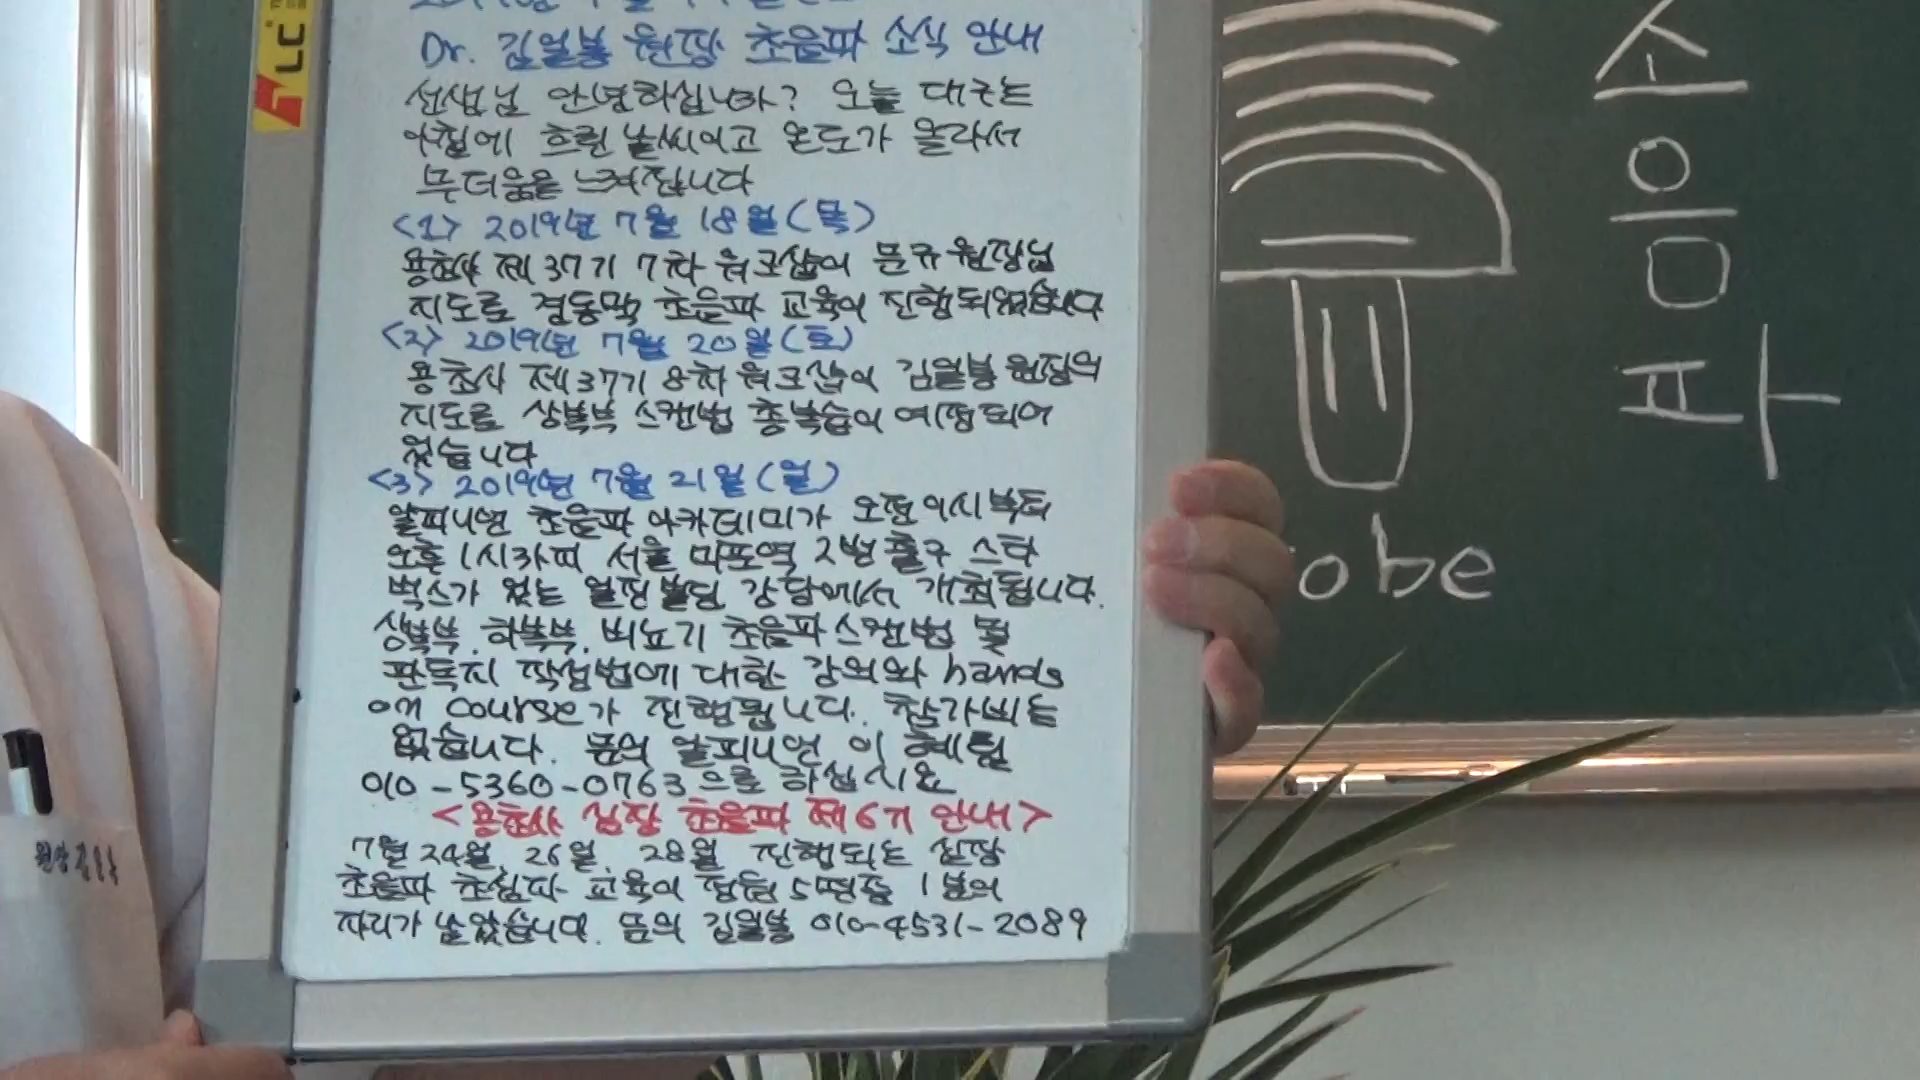 Dr. 김일봉 원장 초음파 소식 안내
선생님 안녕하십니까? 오늘 대구는
아침에 흐린 날씨이고 온도가 올라서
무더움을 느껴집니다
<1> 2019년 7월 18일(목)
용초사 제37기 7차 워크샵이 문규 원장님
지도로 경동맥 초음파 교육이 진행되었습니다
<2> 2019년 7월 20일(토)
용초사 제37기 8차 워크샵이 김일봉 원장의
지도로 상복부 스캔법 총복습이 예정되어
있습니다
<3> 2019년 7월 21일(일)
알피니언 초음파 아카데미가 오전 9시부터
오후 1시까지 서울 마포역 2번 출구 스타
벅스가 있는 일진빌딩 강당에서 개최됩니다.
상복부, 하복부, 비뇨기 초음파 스캔법 및
판독지 작성법에 대한 강의와 hands
on course가 진행됩니다. 참가비는
없습니다. 문의 알피니언 이혜림
010-5360-0763으로 하십시요
<용초사 심장 초음파 제6기 안내>
7월 24일, 26일, 28일 진행되는 심장
초음파 초심자 교육이 정원 5명중 1분의
자리가 남았습니다. 문의 김일봉 010-4531-2089
초음파
obe